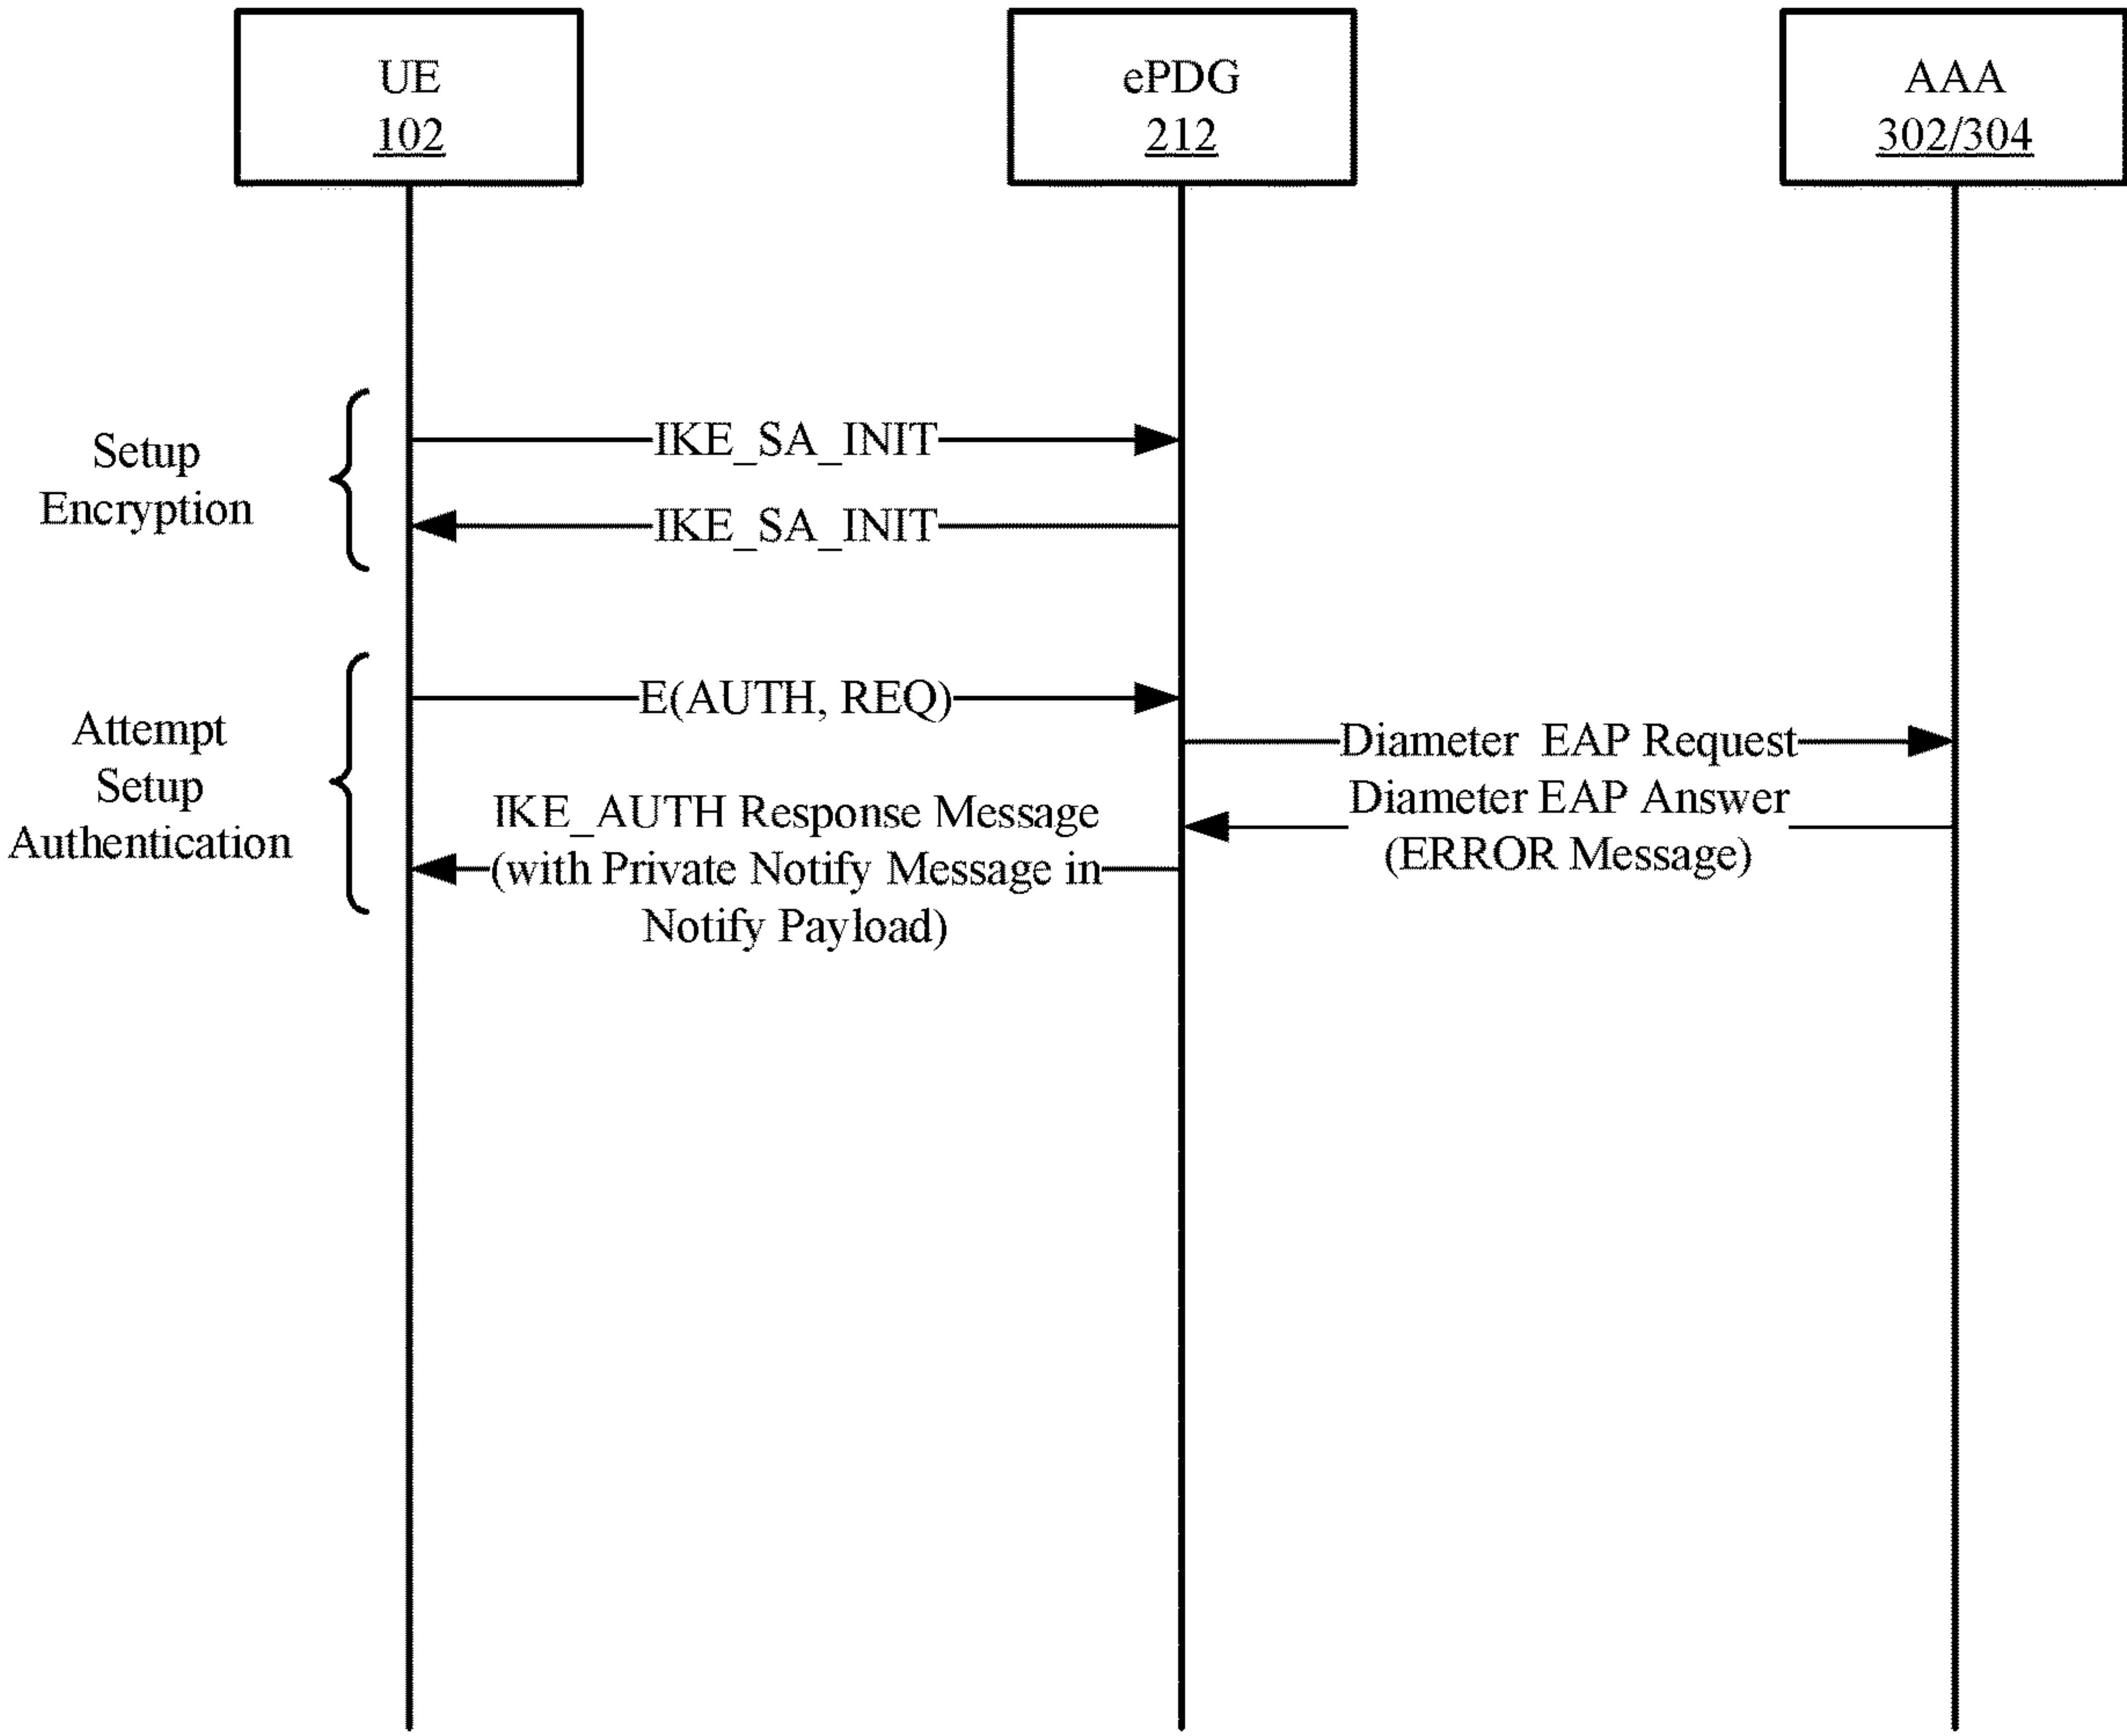 UE
102
ePDG
212
AAA
302/304
Setup
Encryption
IKE_SA_INIT
IKE_SA_INIT
Attempt
Setup
Authentication
E(AUTH, REQ)
Diameter EAP Request
Diameter EAP Answer
(ERROR Message)
IKE_AUTH Response Message
(with Private Notify Message in
Notify Payload)